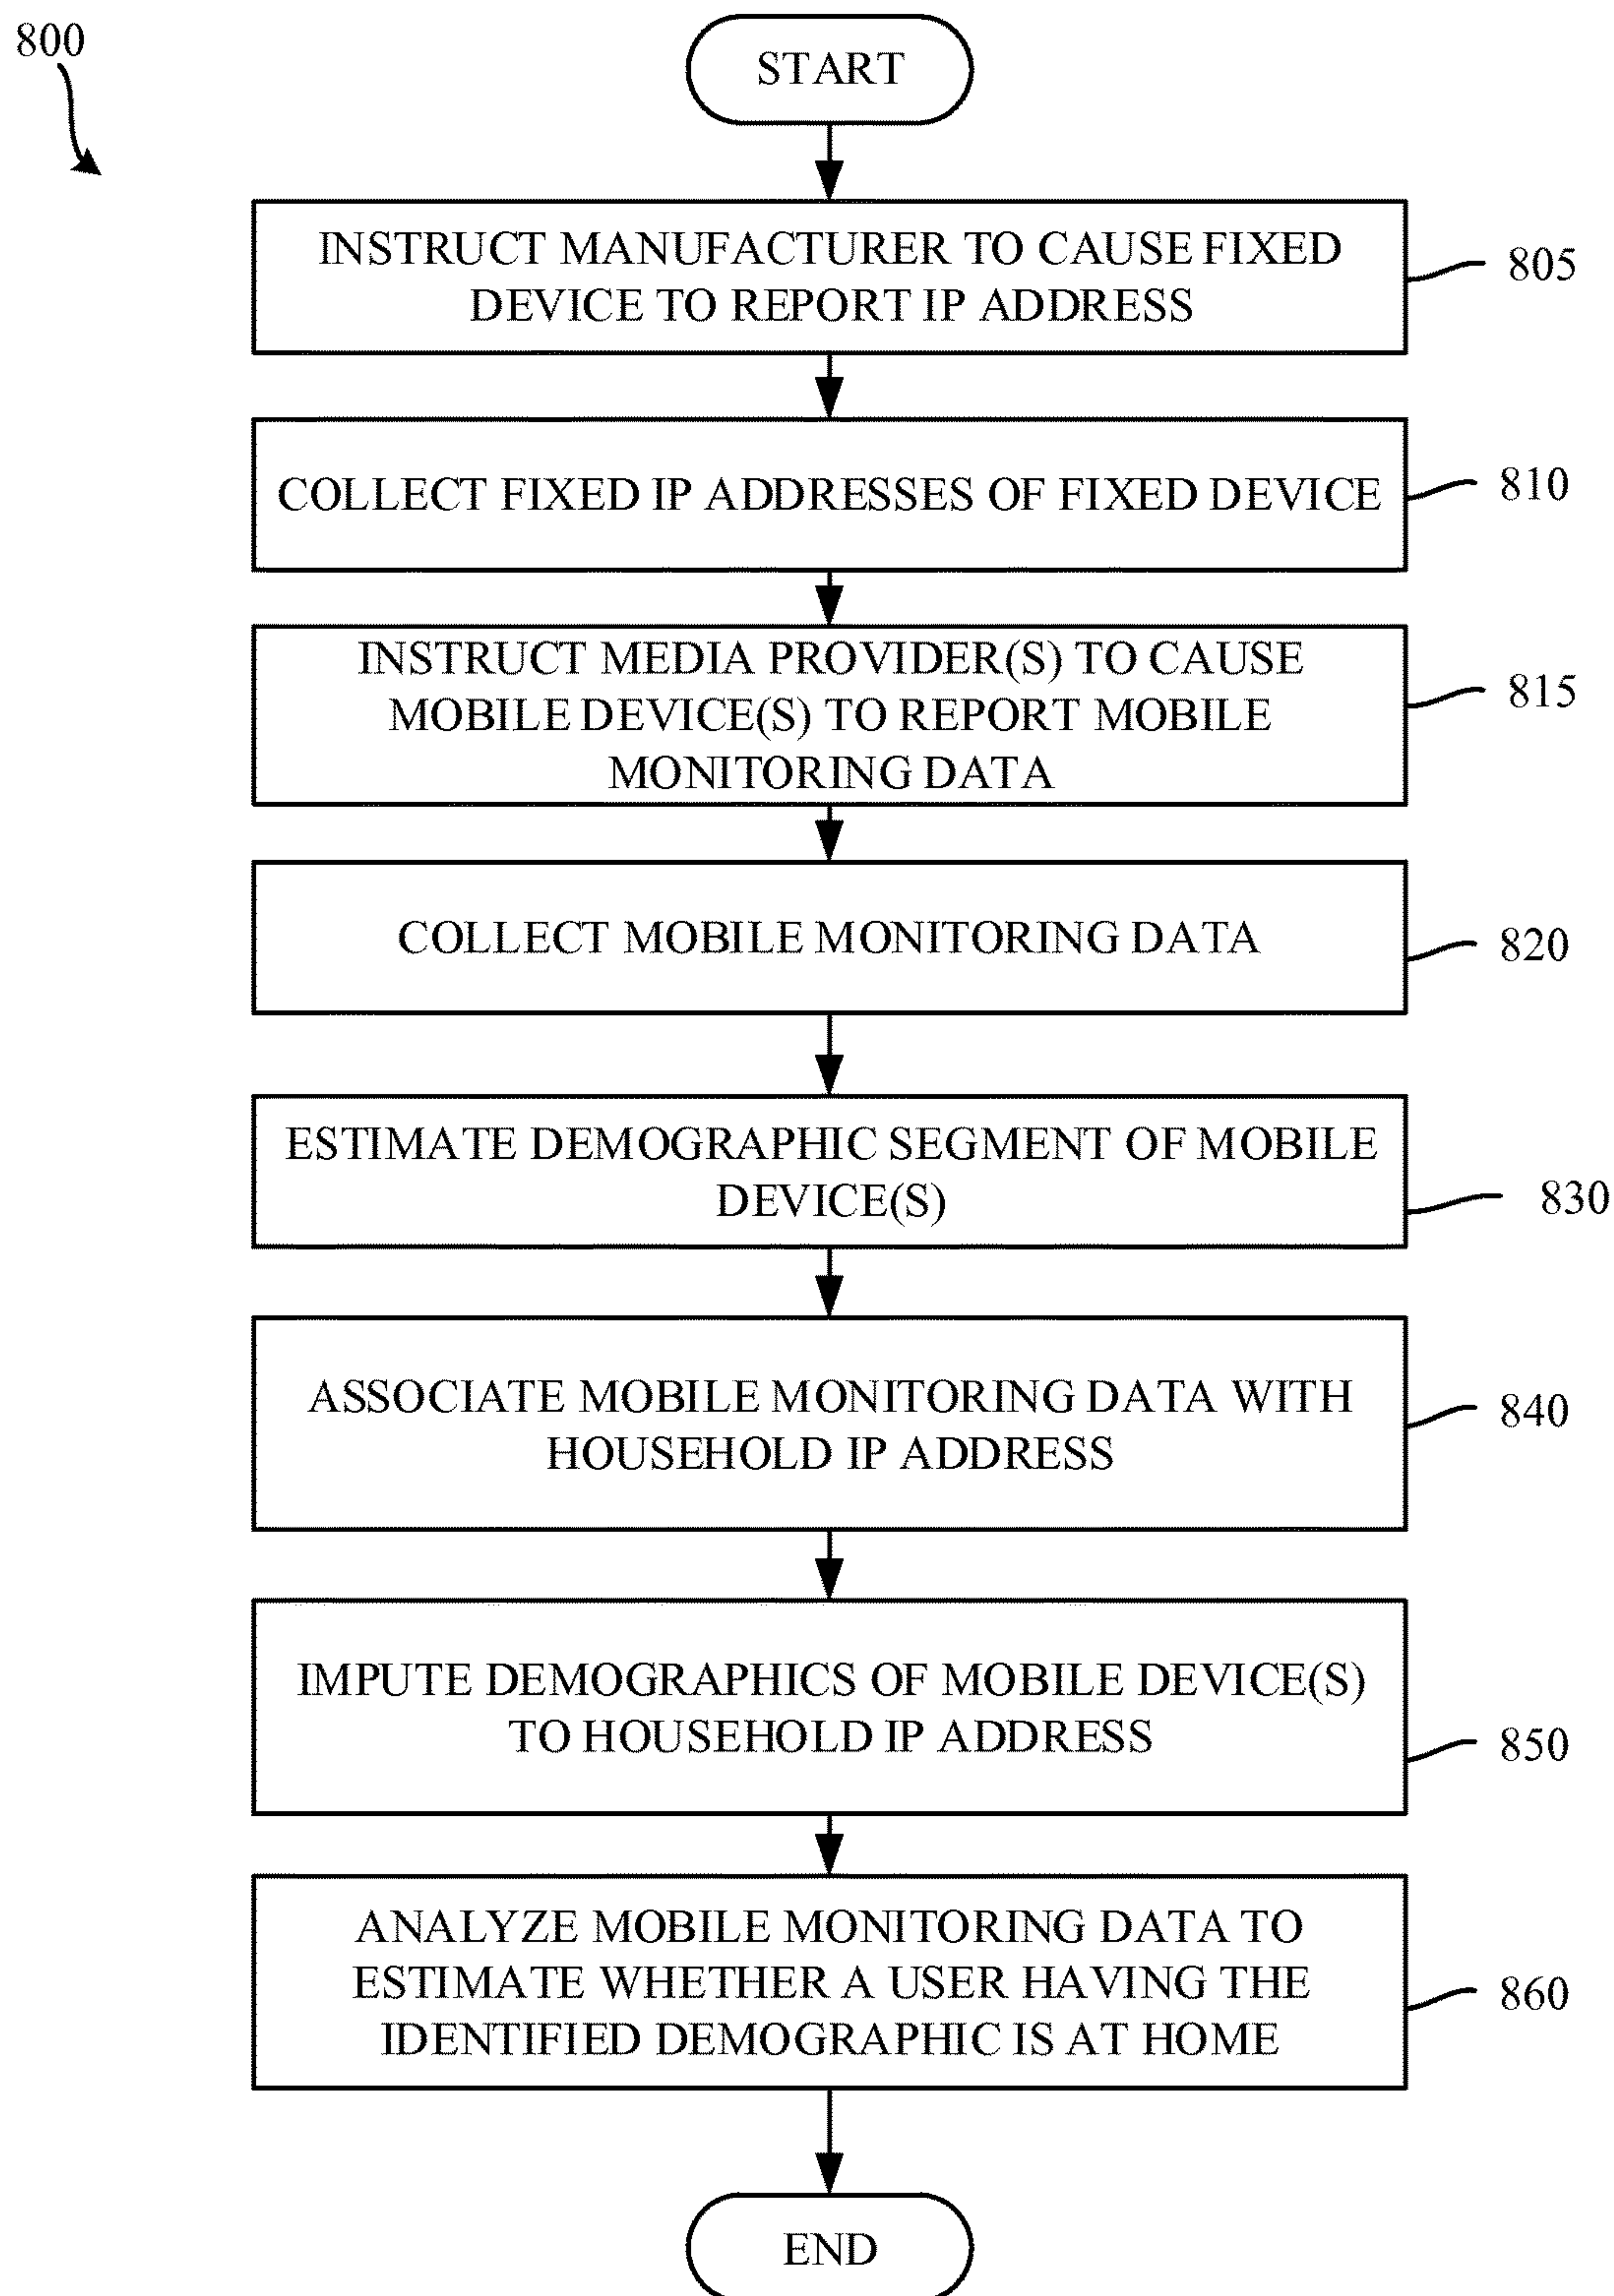 800
START
INSTRUCT MANUFACTURER TO CAUSE FIXED
DEVICE TO REPORT IP ADDRESS
805
COLLECT FIXED IP ADDRESSES OF FIXED DEVICE
810
INSTRUCT MEDIA PROVIDER(S) TO CAUSE
MOBILE DEVICE(S) TO REPORT MOBILE
MONITORING DATA
815
COLLECT MOBILE MONITORING DATA
820
ESTIMATE DEMOGRAPHIC SEGMENT OF MOBILE
DEVICE(S)
830
ASSOCIATE MOBILE MONITORING DATA WITH
HOUSEHOLD IP ADDRESS
840
IMPUTE DEMOGRAPHICS OF MOBILE DEVICE(S)
TO HOUSEHOLD IP ADDRESS
850
ANALYZE MOBILE MONITORING DATA TO
ESTIMATE WHETHER A USER HAVING THE
IDENTIFIED DEMOGRAPHIC IS AT HOME
860
END